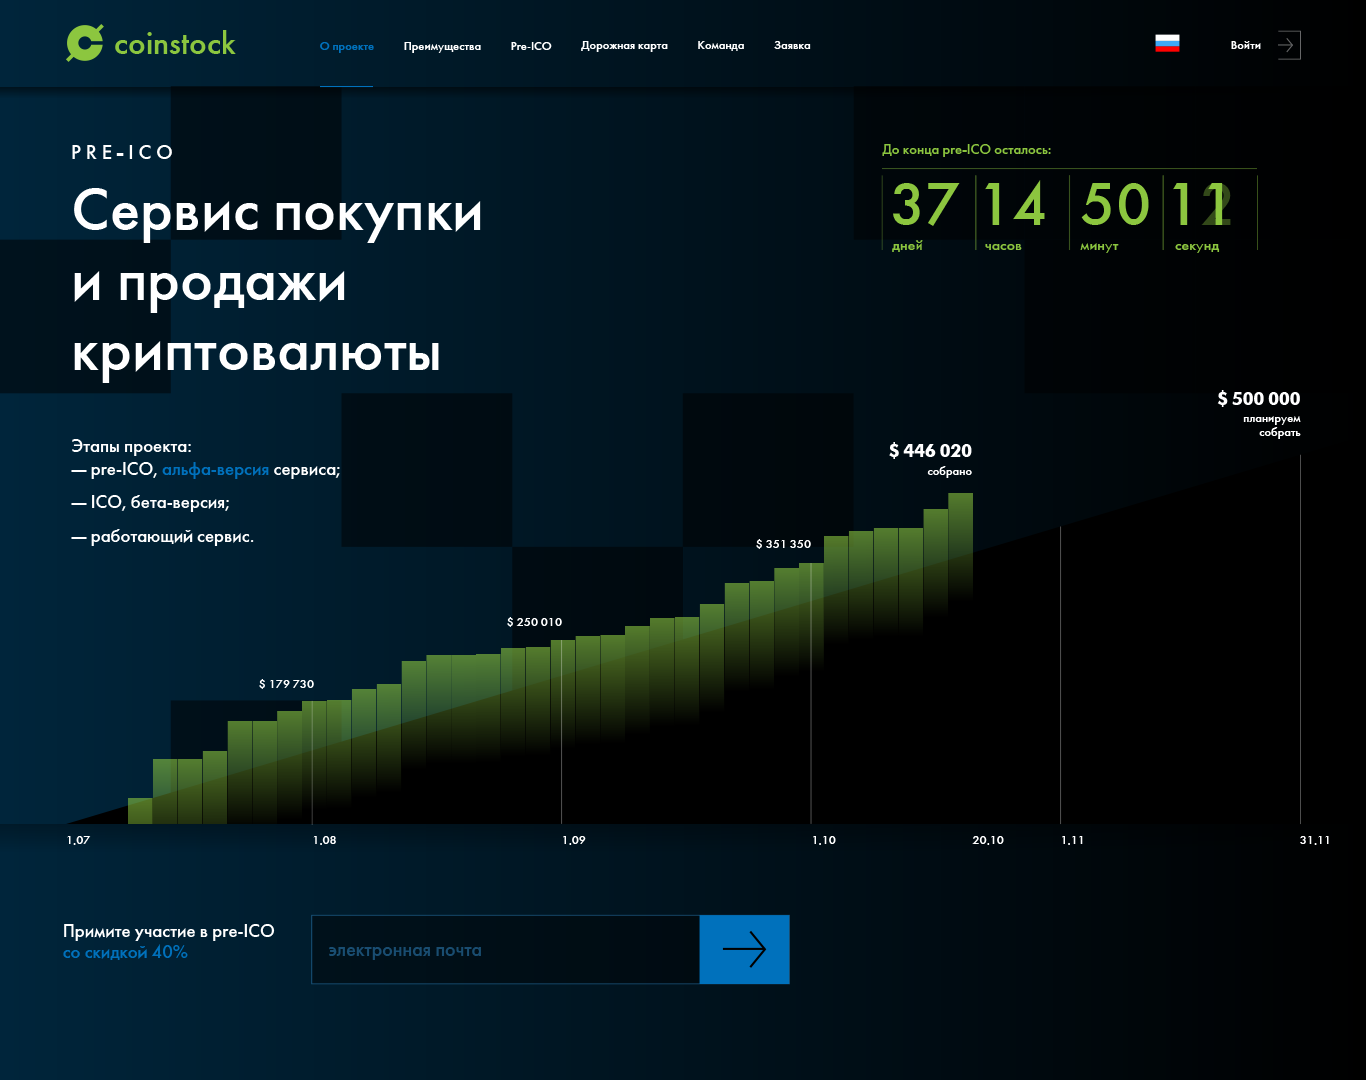 coinstock
О проекте
Преимущества
Pre-ICO
Дорожная карта
Команда
Заявка
Войти
PRE-ICO
Сервис покупки
и продажи
криптовалюты
До конца pre-ICO осталось:
37 14 50
дней часов минут секунд
Этапы проекта:
— pre-ICO, альфа-версия сервиса;
— ICO, бета-версия;
— работающий сервис.
$ 500 000
планируем
собрать
$ 446 020
собрано
$ 351 350
$ 250 010
$ 179 730
1.07 1.08 1.09 1.10 20.10 1.11 31.11
Примите участие в pre-ICO
со скидкой 40%
электронная почта